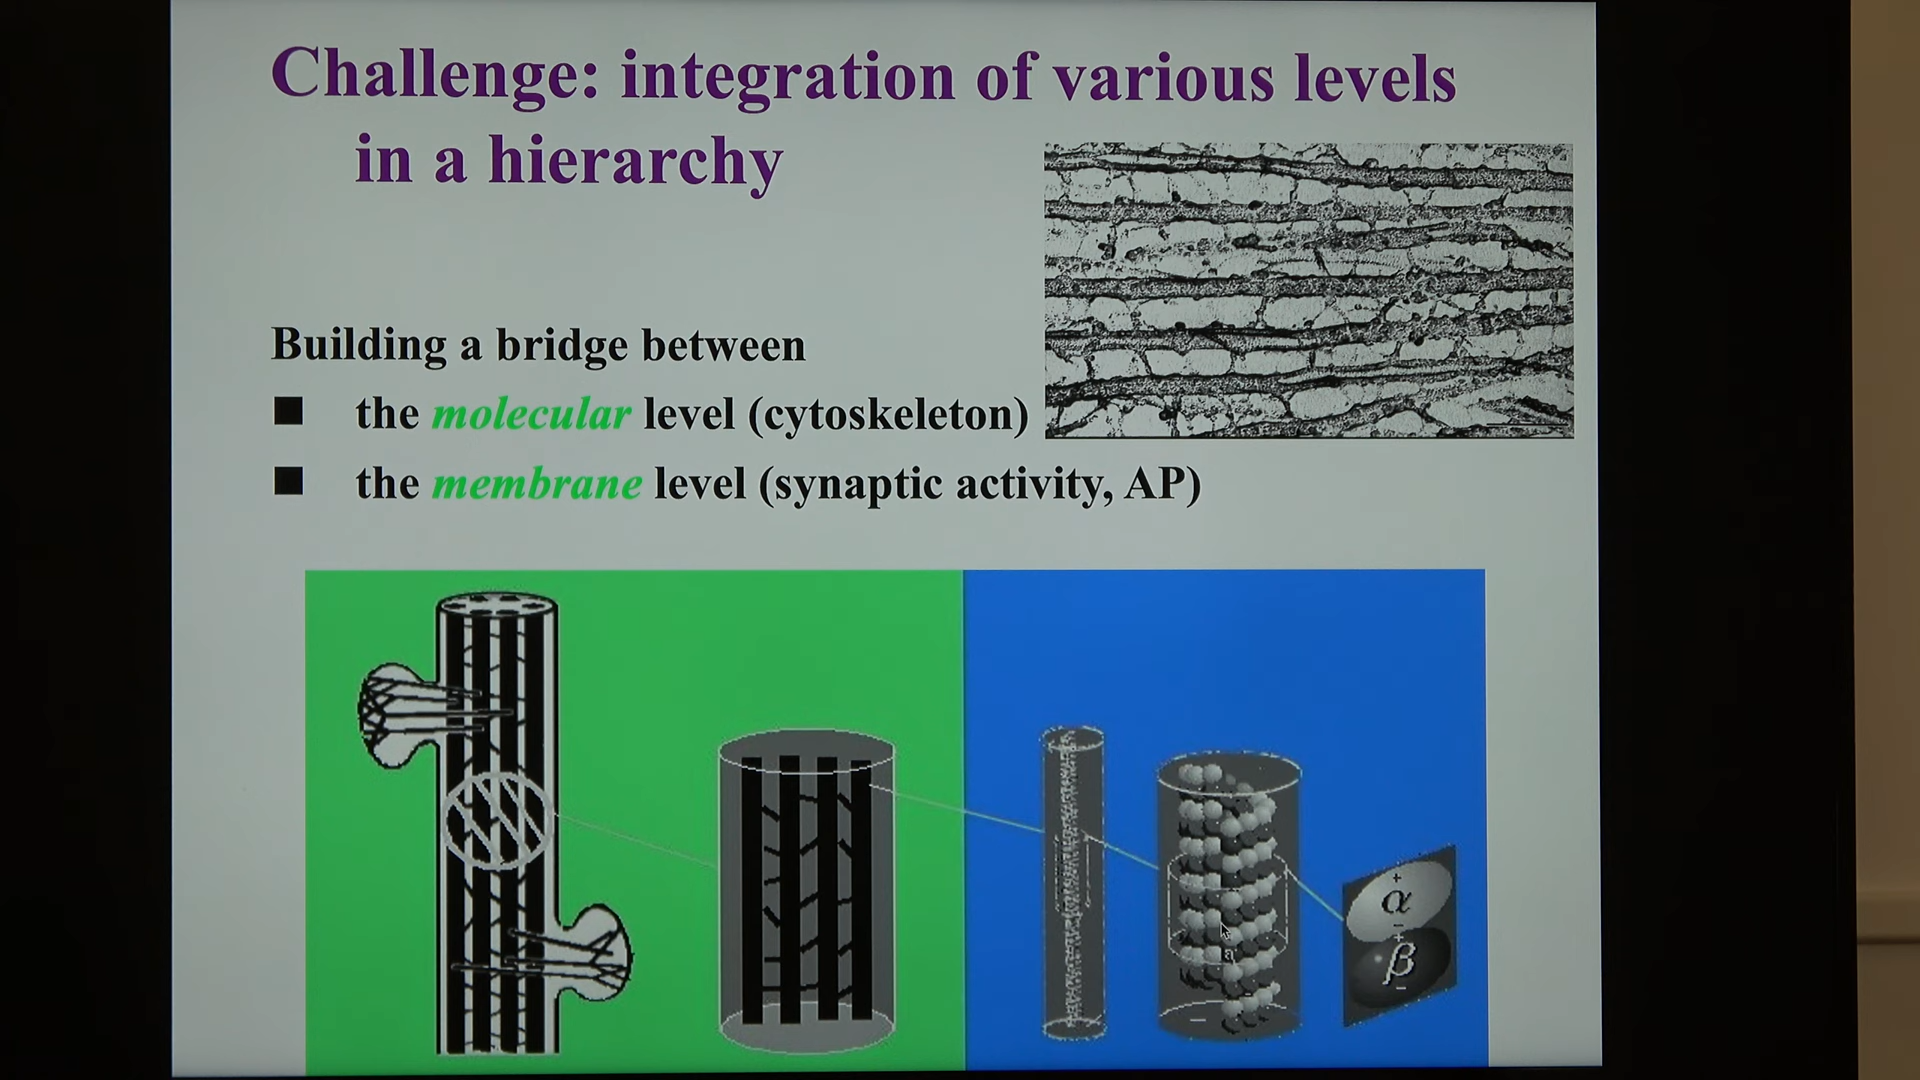 Challenge: integration of various levels
in a hierarchy
Building a bridge between
■ the molecular level (cytoskeleton)
■ the membrane level (synaptic activity, AP)
+
α
−
+
β
−
−